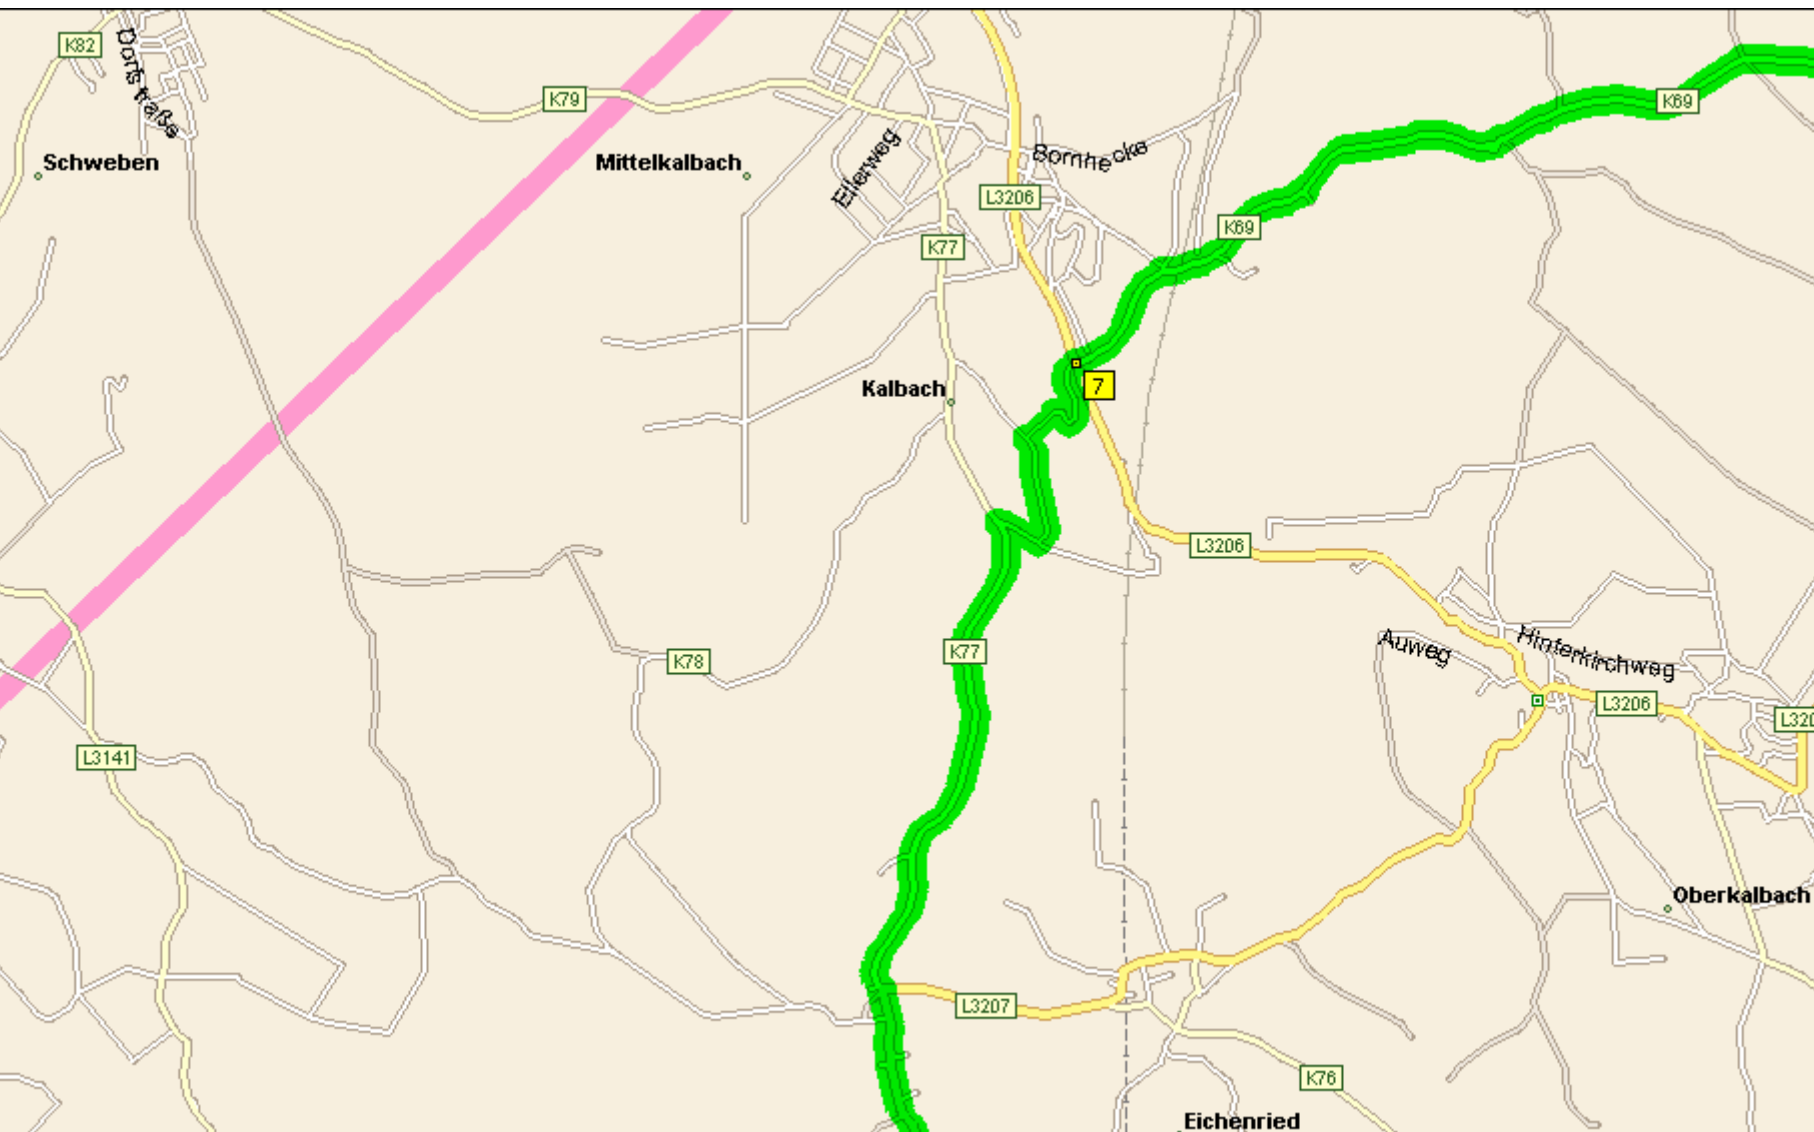 K82
Dorfstraße
K79
K69
Schweben
Mittelkalbach
Ellerweg
Bornhecke
L3206
K69
K77
Kalbach
7
L3206
K77
K78
Auweg
Hinterkirchweg
L3206
L320
L3141
Oberkalbach
L3207
K76
Eichenried